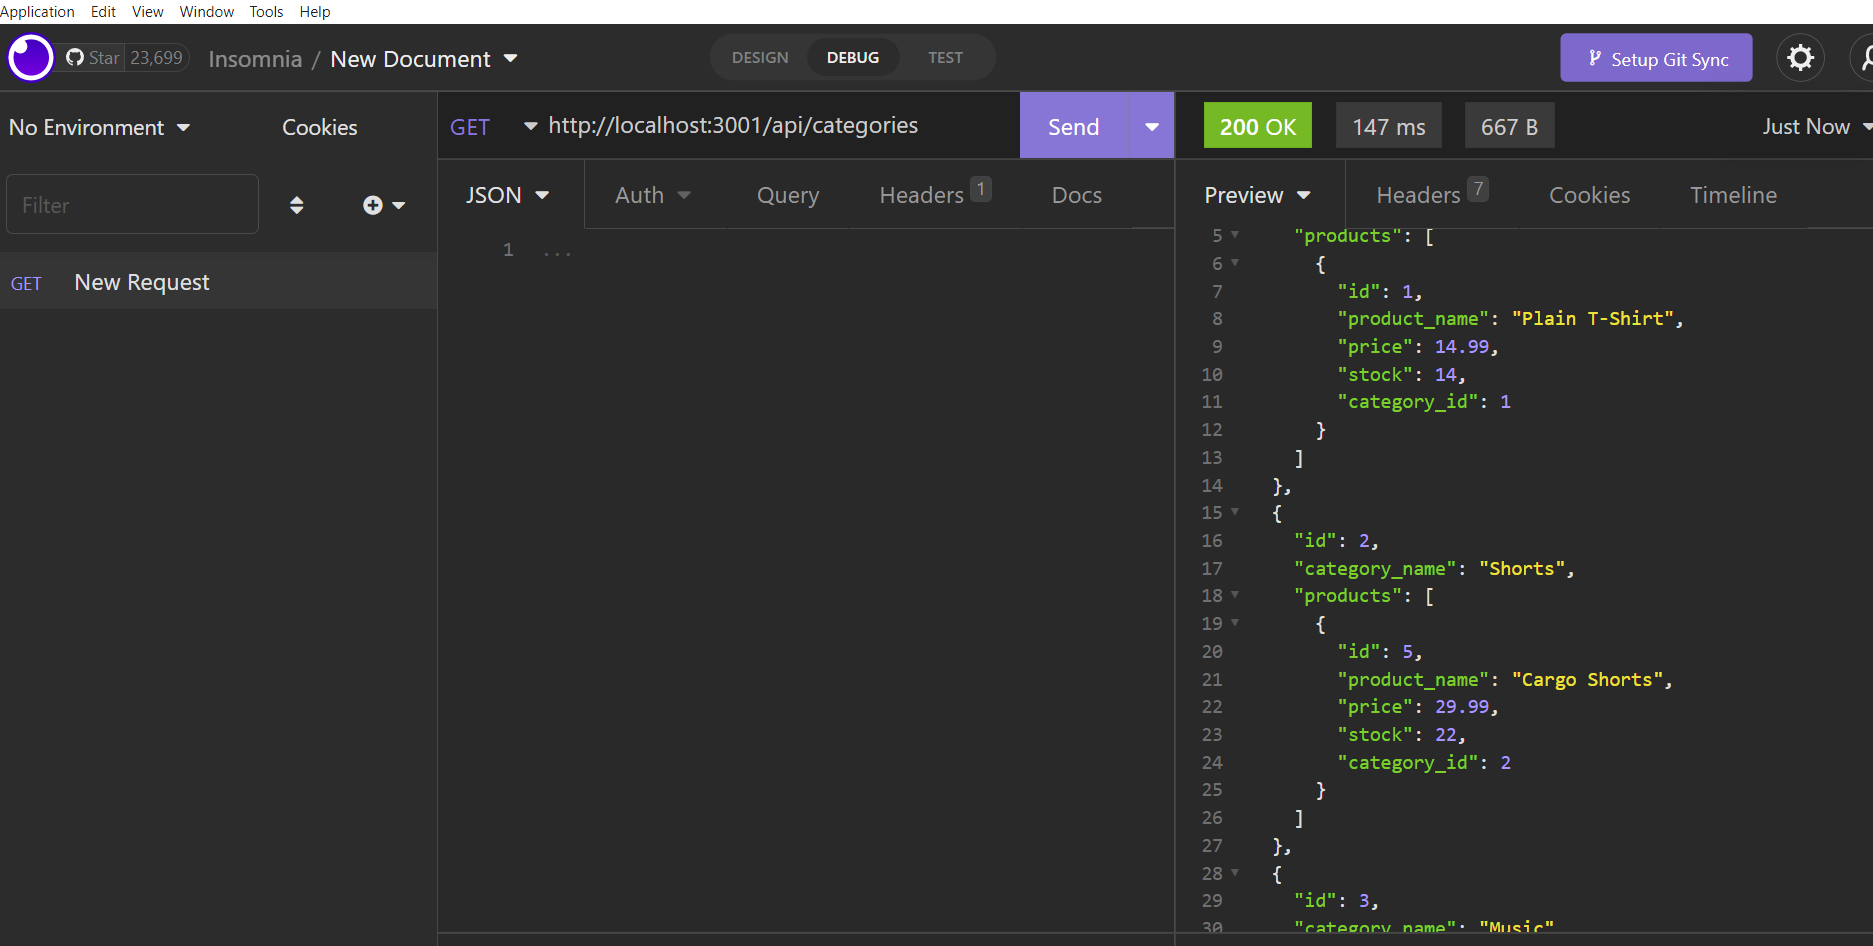 Application Edit View Window Tools Help
Star 23,699 Insomnia / New Document DESIGN DEBUG TEST Setup Git Sync
No Environment Cookies GET http://localhost:3001/api/categories Send 200 OK 147 ms 667 B Just Now
Filter JSON Auth Query Headers 1 Docs Preview Headers 7 Cookies Timeline
GET New Request
1 ...
5 "products": [
6 {
7 "id": 1,
8 "product_name": "Plain T-Shirt",
9 "price": 14.99,
10 "stock": 14,
11 "category_id": 1
12 }
13 ]
14 },
15 {
16 "id": 2,
17 "category_name": "Shorts",
18 "products": [
19 {
20 "id": 5,
21 "product_name": "Cargo Shorts",
22 "price": 29.99,
23 "stock": 22,
24 "category_id": 2
25 }
26 ]
27 },
28 {
29 "id": 3,
30 "category_name": "Music"